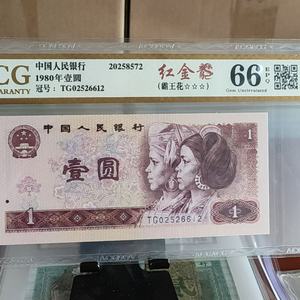 CG
ARANTY
中国人民银行
1980年壹圆
冠号： TG02526612
20258572
红金龙
(霸王花☆☆☆)
66
EPQ
Gem Uncirculated
中国人民银行
壹圆
1
1
1
TG02526612